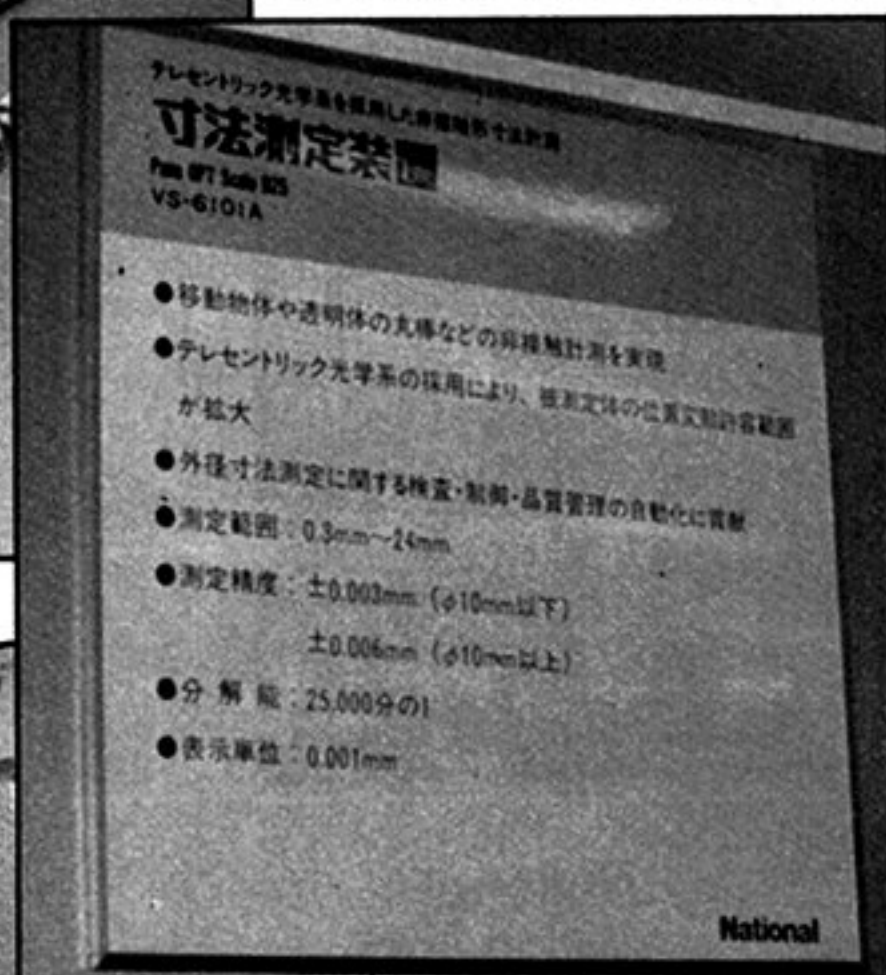 テレセントリック光学系を採用した非接触形寸法計測
寸法測定装置
Pana OPT Scale
VS-6101A
●移動物体や透明体の丸棒などの非接触計測を実現
●テレセントリック光学系の採用により、被測定体の位置変動許容範囲
が拡大
●外径寸法測定に関する検査・制御・品質管理の自動化に貢献
●測定範囲：0.3mm～24mm
●測定精度：±0.003mm（φ10mm以下）
±0.006mm（φ10mm以上）
●分解能：25,000分の1
●表示単位：0.001mm
National